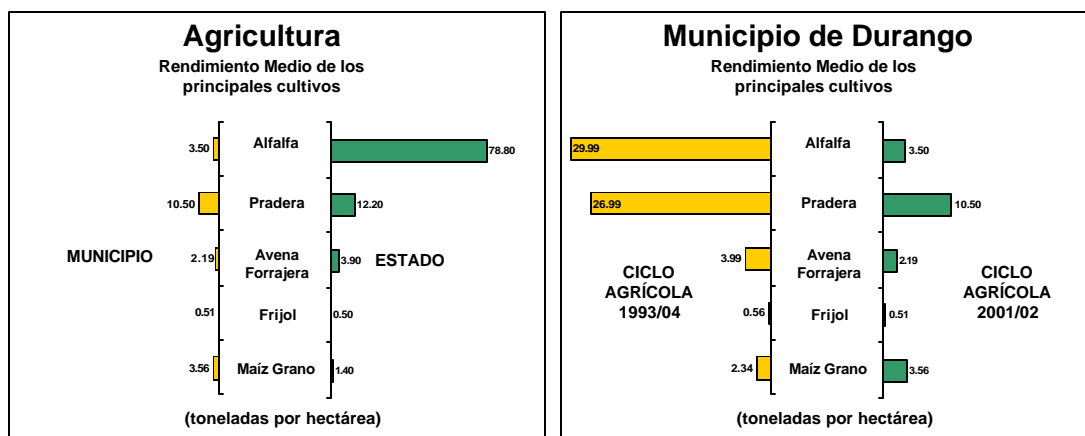 Agricultura
Rendimiento Medio de los
principales cultivos
3.50 Alfalfa 78.80
10.50 Pradera 12.20
MUNICIPIO 2.19 Avena Forrajera 3.90 ESTADO
0.51 Frijol 0.50
3.56 Maíz Grano 1.40
(toneladas por hectárea)
Municipio de Durango
Rendimiento Medio de los
principales cultivos
29.99 Alfalfa 3.50
26.99 Pradera 10.50
3.99 Avena Forrajera 2.19
CICLO
AGRÍCOLA
1993/04
CICLO
AGRÍCOLA
2001/02
0.56 Frijol 0.51
2.34 Maíz Grano 3.56
(toneladas por hectárea)